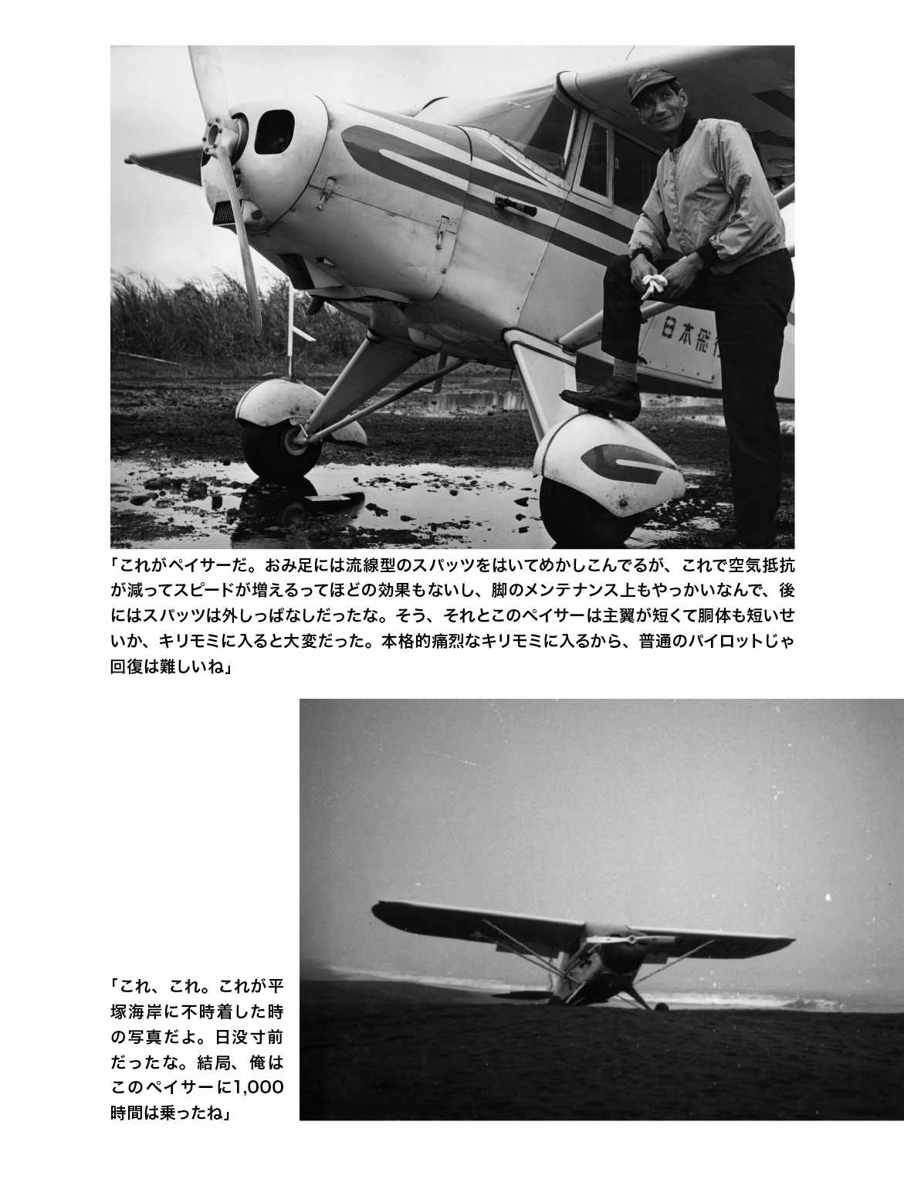 日本飛
「これがペイサーだ。おみ足には流線型のスパッツをはいてめかしこんでるが、これで空気抵抗
が減ってスピードが増えるってほどの効果もないし、脚のメンテナンス上もやっかいなんで、後
にはスパッツは外しっぱなしだったな。そう、それとこのペイサーは主翼が短くて胴体も短いせ
いか、キリモミに入ると大変だった。本格的痛烈なキリモミに入るから、普通のパイロットじゃ
回復は難しいね」
「これ、これ。これが平
塚海岸に不時着した時
の写真だよ。日没寸前
だったな。結局、俺は
このペイサーに1,000
時間は乗ったね」